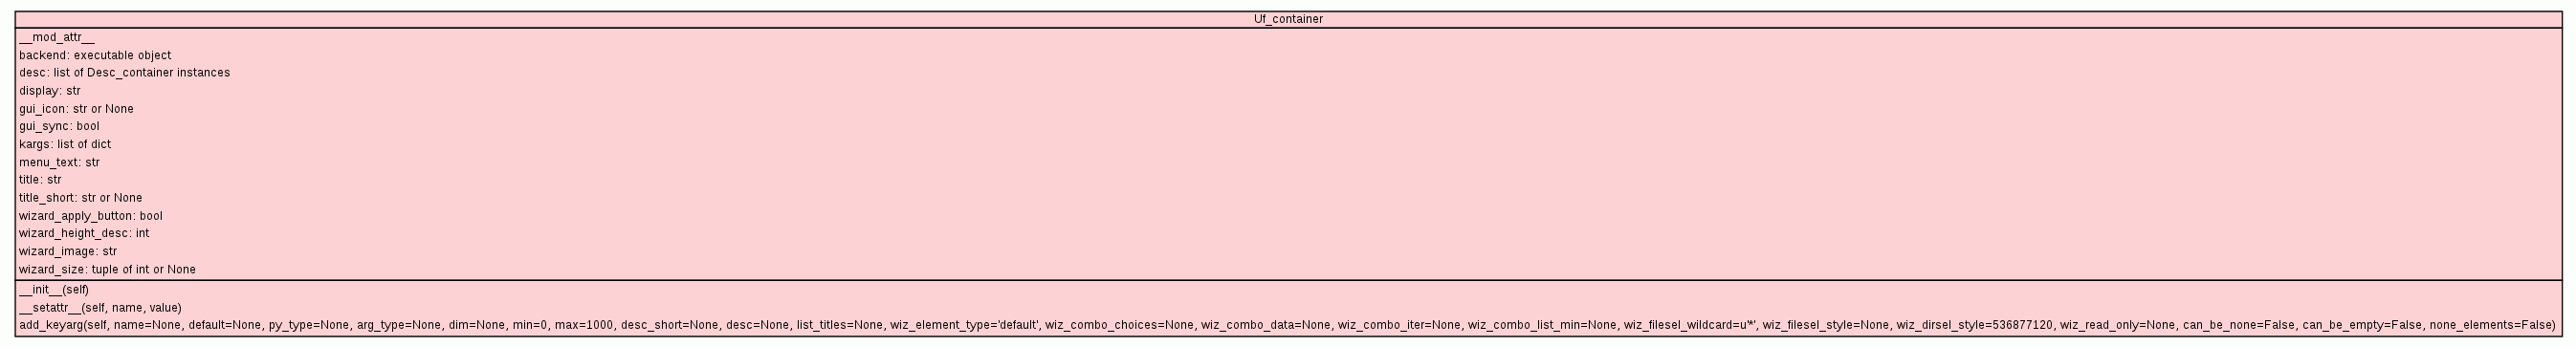 Uf_container
__mod_attr__
backend: executable object
desc: list of Desc_container instances
display: str
gui_icon: str or None
gui_sync: bool
kargs: list of dict
menu_text: str
title: str
title_short: str or None
wizard_apply_button: bool
wizard_height_desc: int
wizard_image: str
wizard_size: tuple of int or None
__init__(self)
__setattr__(self, name, value)
add_keyarg(self, name=None, default=None, py_type=None, arg_type=None, dim=None, min=0, max=1000, desc_short=None, desc=None, list_titles=None, wiz_element_type='default', wiz_combo_choices=None, wiz_combo_data=None, wiz_combo_iter=None, wiz_combo_list_min=None, wiz_filesel_wildcard=u'*', wiz_filesel_style=None, wiz_dirsel_style=536877120, wiz_read_only=None, can_be_none=False, can_be_empty=False, none_elements=False)